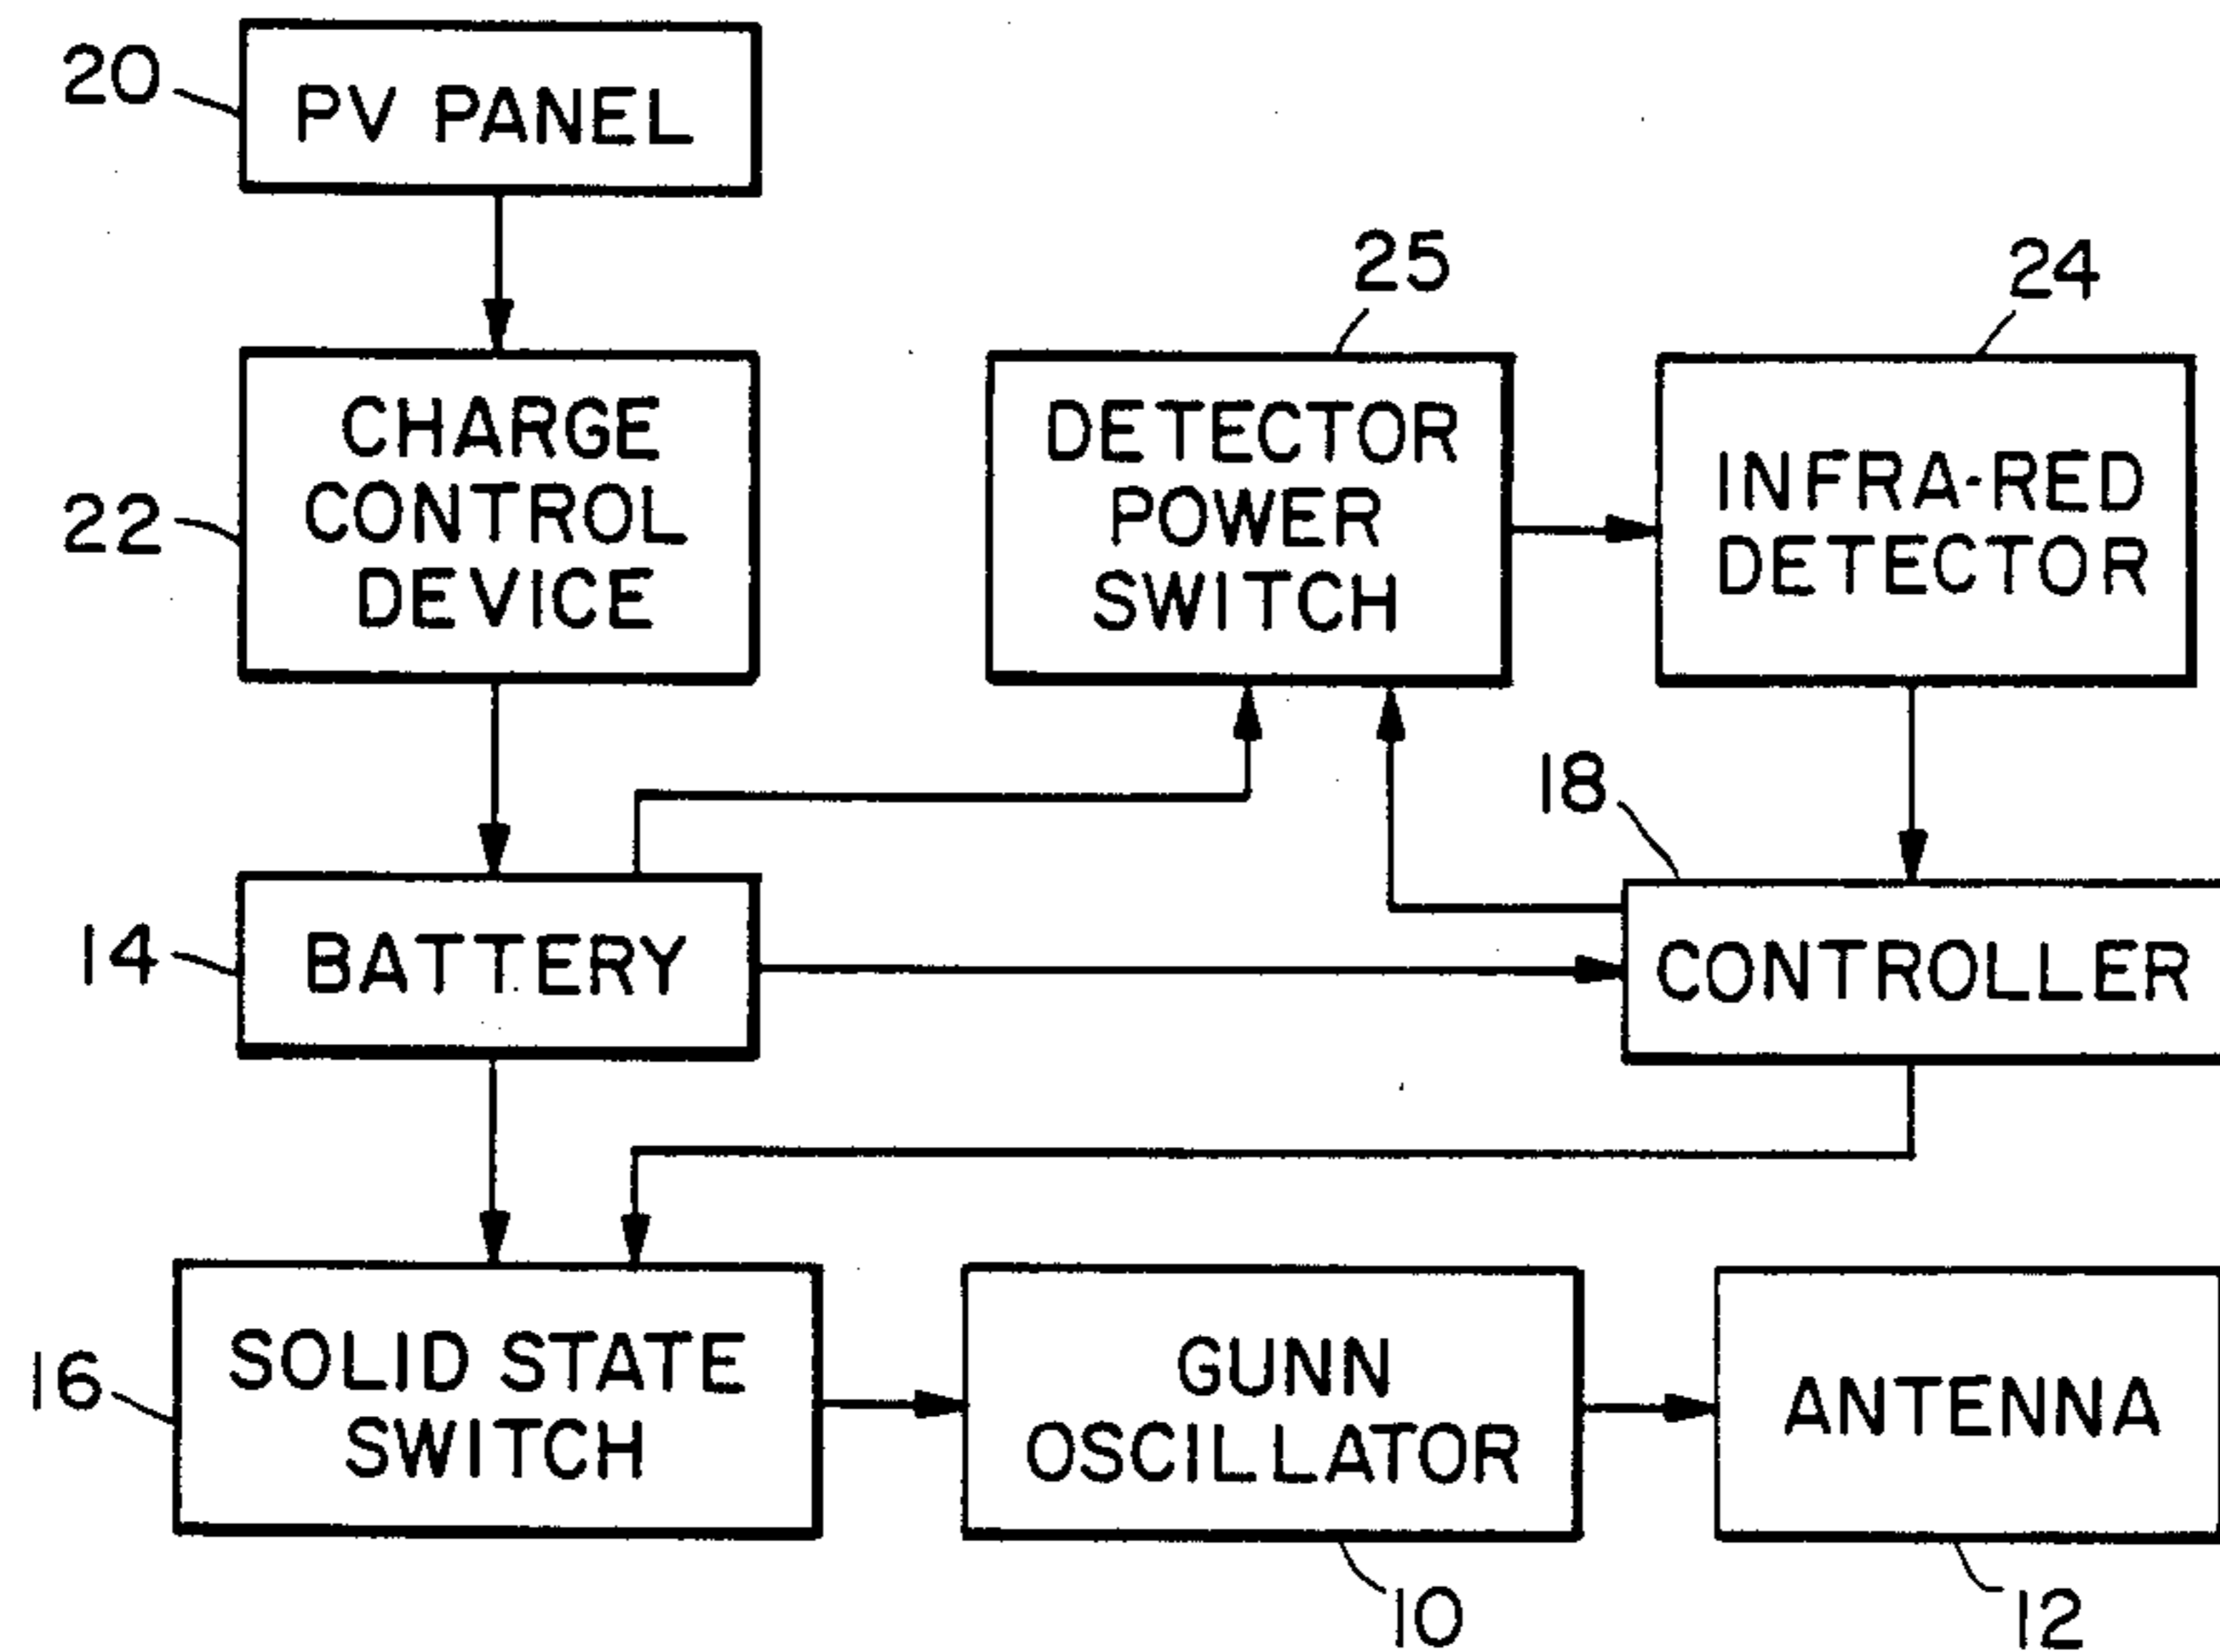 20
PV PANEL
25
24
22
CHARGE
CONTROL
DEVICE
DETECTOR
POWER
SWITCH
INFRA-RED
DETECTOR
18
14
BATTERY
CONTROLLER
16
SOLID STATE
SWITCH
GUNN
OSCILLATOR
ANTENNA
10
12